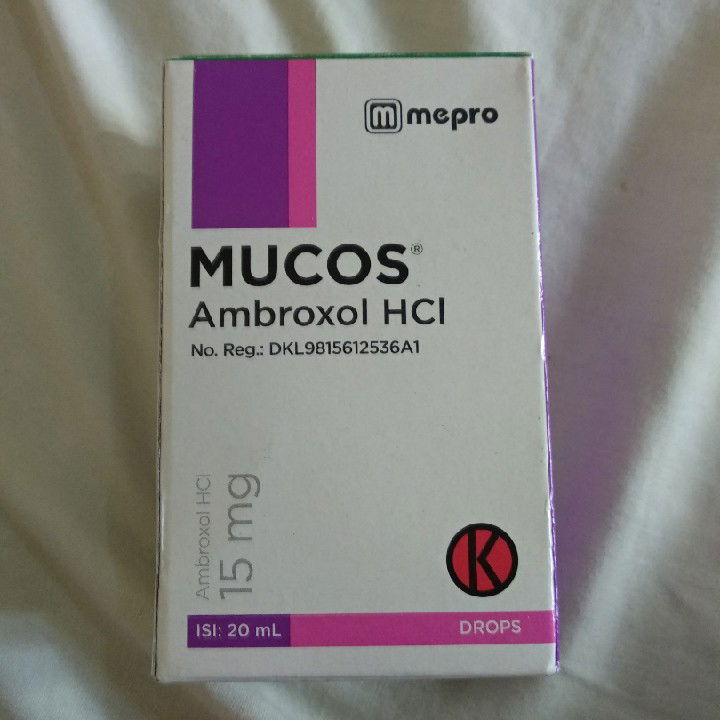 mepro
MUCOS®
Ambroxol HCl
No. Reg.: DKL9815612536A1
Ambroxol HCl
15 mg
K
ISI: 20 mL
DROPS